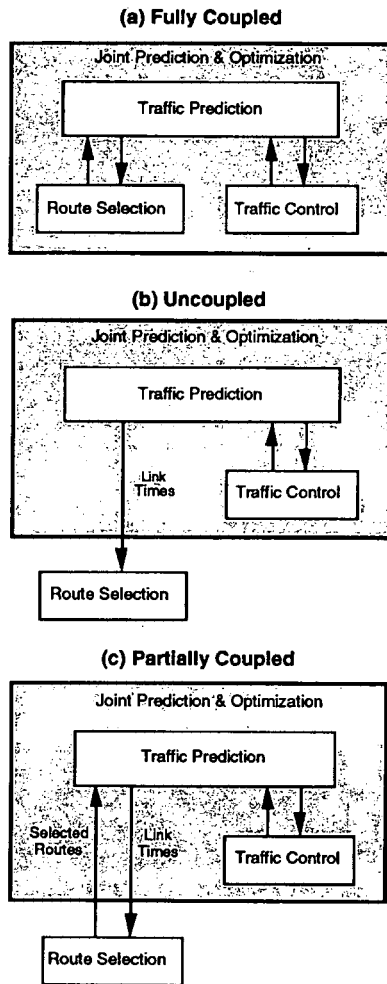 (a) Fully Coupled
Joint Prediction & Optimization
Traffic Prediction
Route Selection
Traffic Control
(b) Uncoupled
Joint Prediction & Optimization
Traffic Prediction
Link
Times
Traffic Control
Route Selection
(c) Partially Coupled
Joint Prediction & Optimization
Traffic Prediction
Selected
Routes
Link
Times
Traffic Control
Route Selection